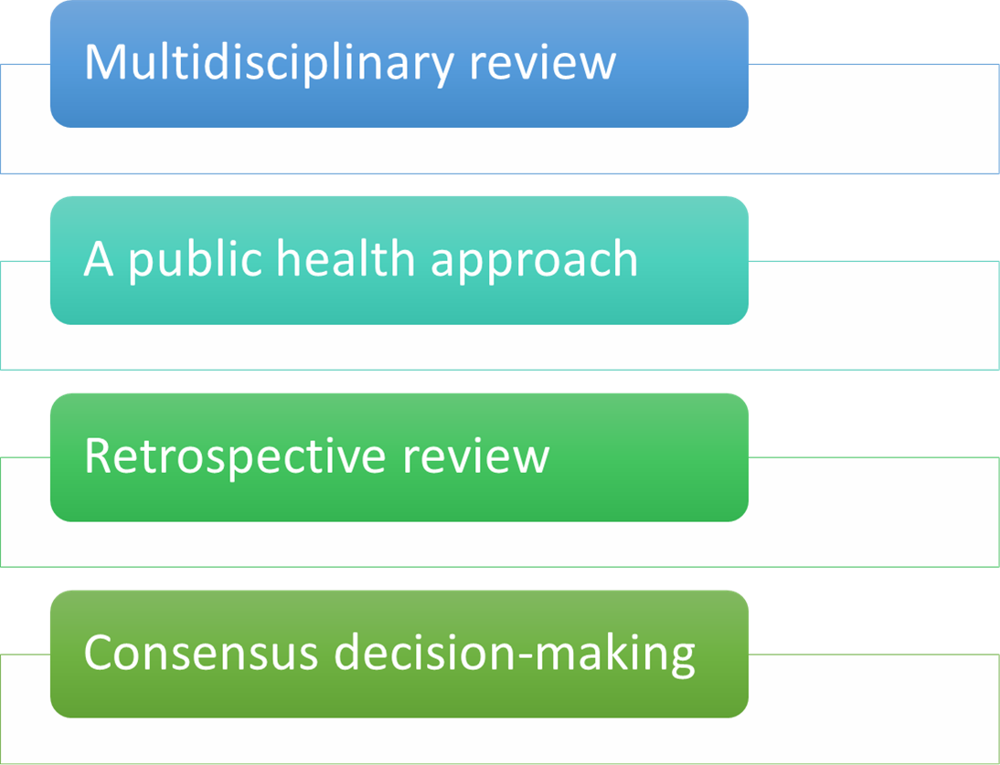 Multidisciplinary review
A public health approach
Retrospective review
Consensus decision-making